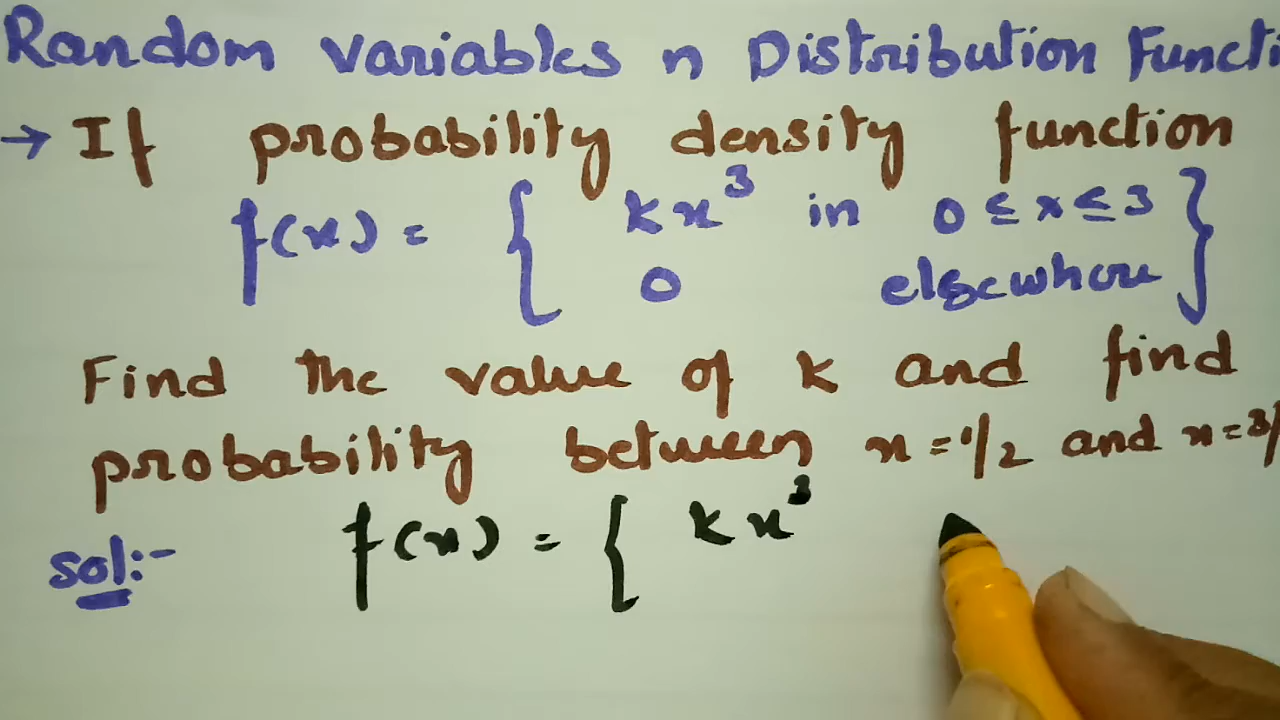 Random variables n Distribution Functi
→ If probability density function
f(x) = { kx³ in 0 ≤ x ≤ 3 }
0 elsewhere
Find the value of k and find
probability between x = 1/2 and x = 3/
sol:- f(x) = { kx³